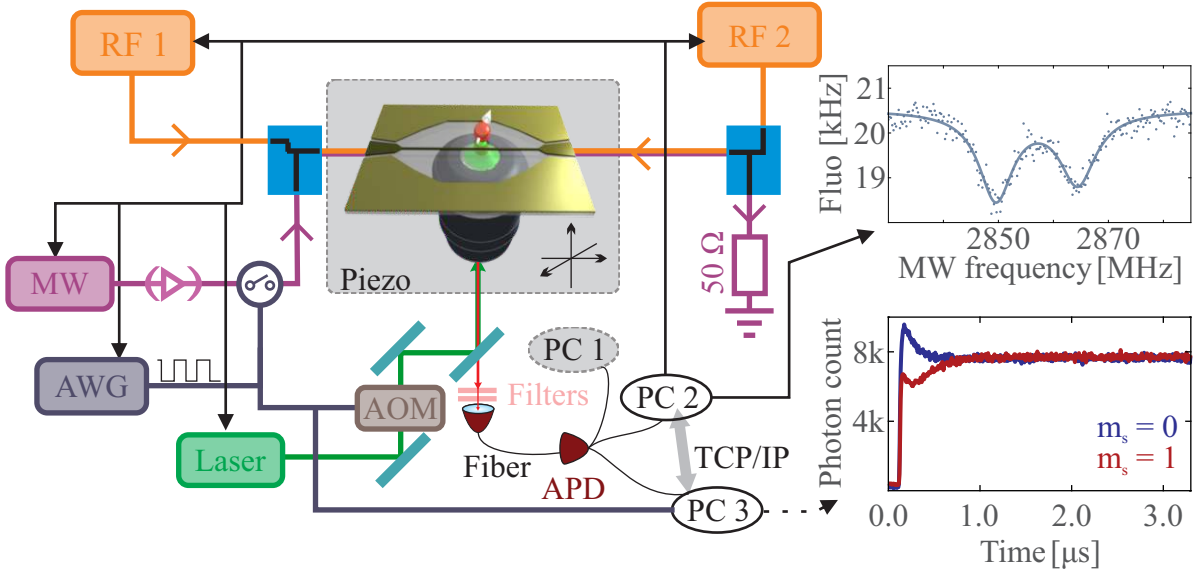 RF 1
RF 2
MW
AWG
Laser
AOM
Piezo
50 Ω
PC 1
Filters
PC 2
Fiber
APD
TCP/IP
PC 3
Fluo [kHz]
21
20
19
2850
2870
MW frequency [MHz]
Photon count
8k
4k
mₛ = 0
mₛ = 1
0.0
1.0
2.0
3.0
Time [μs]